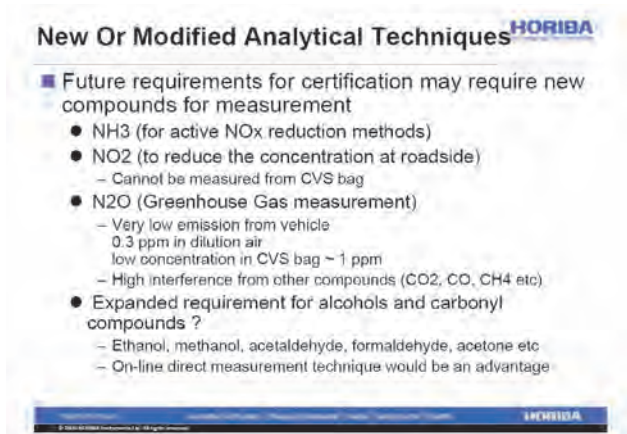 New Or Modified Analytical Techniques
HORIBA
■ Future requirements for certification may require new
compounds for measurement
● NH3 (for active NOx reduction methods)
● NO2 (to reduce the concentration at roadside)
– Cannot be measured from CVS bag
● N2O (Greenhouse Gas measurement)
– Very low emission from vehicle
0.3 ppm in dilution air
low concentration in CVS bag ~ 1 ppm
– High interference from other compounds (CO2, CO, CH4 etc)
● Expanded requirement for alcohols and carbonyl
compounds ?
– Ethanol, methanol, acetaldehyde, formaldehyde, acetone etc
– On-line direct measurement technique would be an advantage
HORIBA